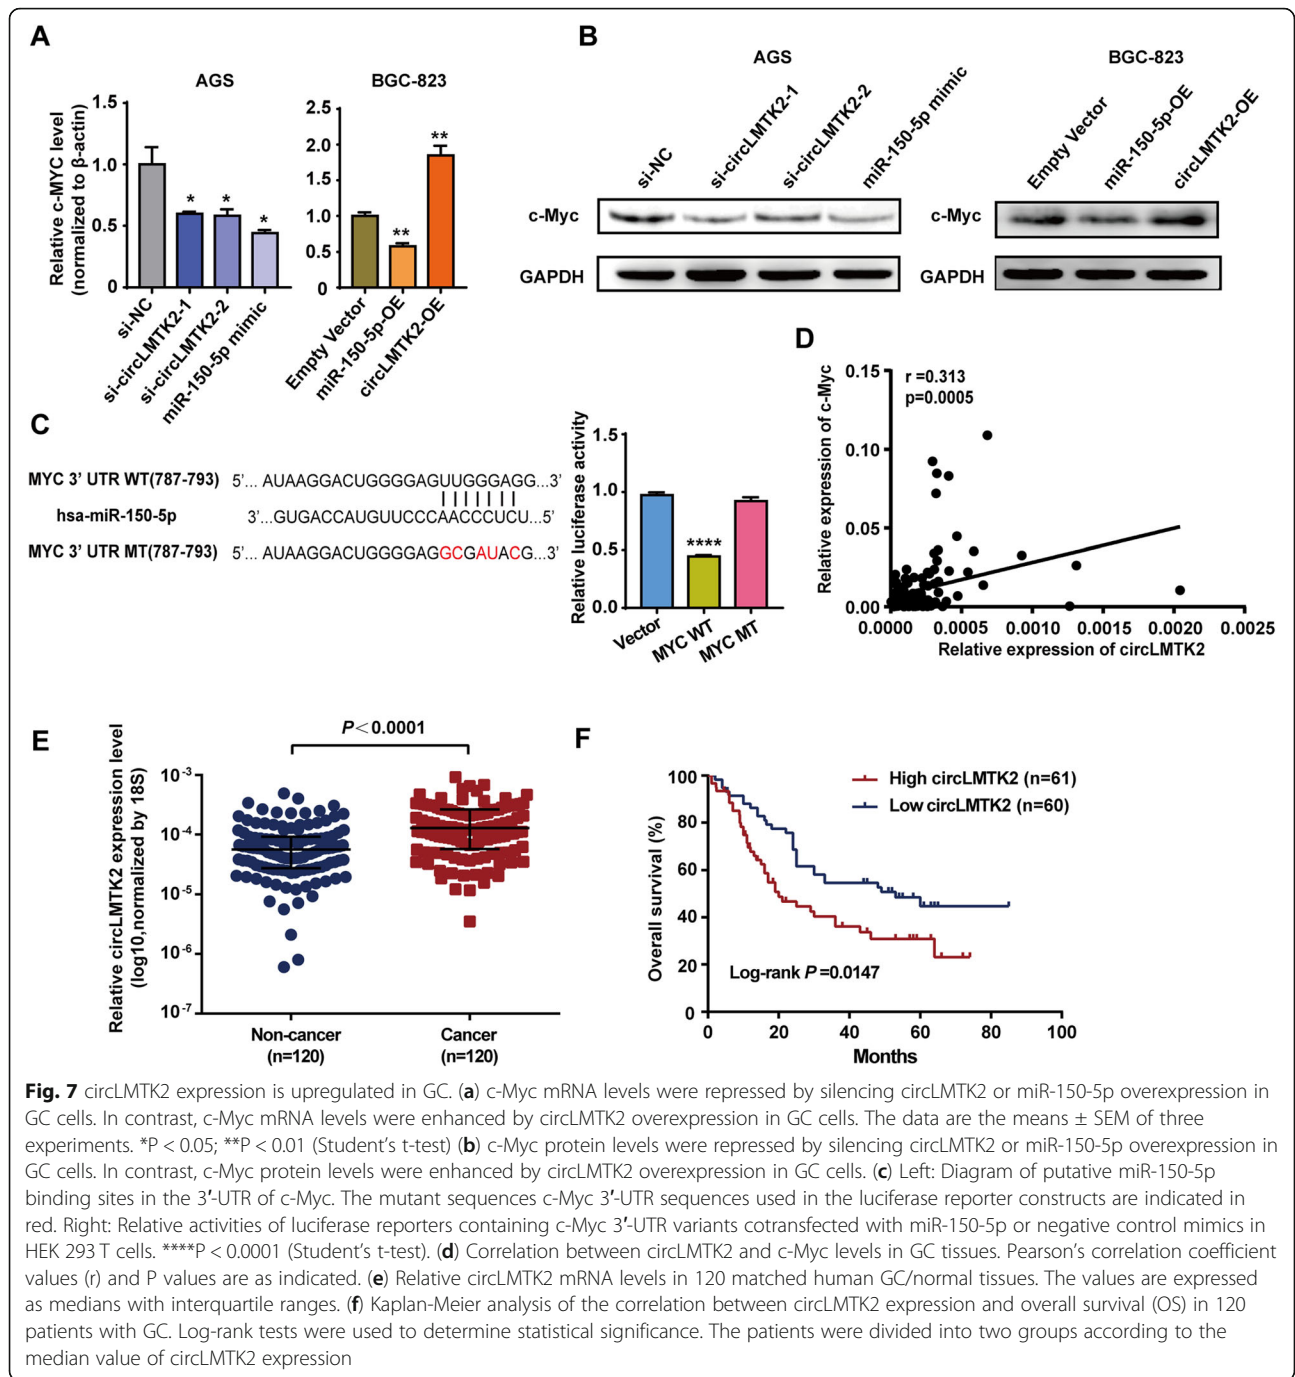 A
AGS
BGC-823
Relative c-MYC level
(normalized to β-actin)
1.5
1.0
0.5
0
*
*
*
si-NC
si-circLMTK2-1
si-circLMTK2-2
miR-150-5p mimic
2.5
2.0
1.5
1.0
0.5
0
**
**
Empty Vector
miR-150-5p-OE
circLMTK2-OE
B
AGS
BGC-823
si-NC
si-circLMTK2-1
si-circLMTK2-2
miR-150-5p mimic
Empty Vector
miR-150-5p-OE
circLMTK2-OE
c-Myc
GAPDH
c-Myc
GAPDH
C
MYC 3' UTR WT(787-793) 5'... AUAAGGACUGGGGAGUUGGGAGG...3'
hsa-miR-150-5p 3'...GUGACCAUGUUCCCAACCCUCU...5'
MYC 3' UTR MT(787-793) 5'... AUAAGGACUGGGGAGGCGAUACG...3'
Relative luciferase activity
1.5
1.0
0.5
0.0
****
Vector
MYC WT
MYC MT
D
r =0.313
p=0.0005
Relative expression of c-Myc
0.15
0.10
0.05
0.00
0.0000 0.0005 0.0010 0.0015 0.0020 0.0025
Relative expression of circLMTK2
E
P<0.0001
Relative circLMTK2 expression level
(log10,normalized by 18S)
10-3
10-4
10-5
10-6
10-7
Non-cancer
(n=120)
Cancer
(n=120)
F
High circLMTK2 (n=61)
Low circLMTK2 (n=60)
Overall survival (%)
100
80
60
40
20
0
Log-rank P =0.0147
0 20 40 60 80 100
Months
Fig. 7 circLMTK2 expression is upregulated in GC. (a) c-Myc mRNA levels were repressed by silencing circLMTK2 or miR-150-5p overexpression in
GC cells. In contrast, c-Myc mRNA levels were enhanced by circLMTK2 overexpression in GC cells. The data are the means ± SEM of three
experiments. *P < 0.05; **P < 0.01 (Student's t-test) (b) c-Myc protein levels were repressed by silencing circLMTK2 or miR-150-5p overexpression in
GC cells. In contrast, c-Myc protein levels were enhanced by circLMTK2 overexpression in GC cells. (c) Left: Diagram of putative miR-150-5p
binding sites in the 3′-UTR of c-Myc. The mutant sequences c-Myc 3′-UTR sequences used in the luciferase reporter constructs are indicated in
red. Right: Relative activities of luciferase reporters containing c-Myc 3′-UTR variants cotransfected with miR-150-5p or negative control mimics in
HEK 293 T cells. ****P < 0.0001 (Student's t-test). (d) Correlation between circLMTK2 and c-Myc levels in GC tissues. Pearson's correlation coefficient
values (r) and P values are as indicated. (e) Relative circLMTK2 mRNA levels in 120 matched human GC/normal tissues. The values are expressed
as medians with interquartile ranges. (f) Kaplan-Meier analysis of the correlation between circLMTK2 expression and overall survival (OS) in 120
patients with GC. Log-rank tests were used to determine statistical significance. The patients were divided into two groups according to the
median value of circLMTK2 expression